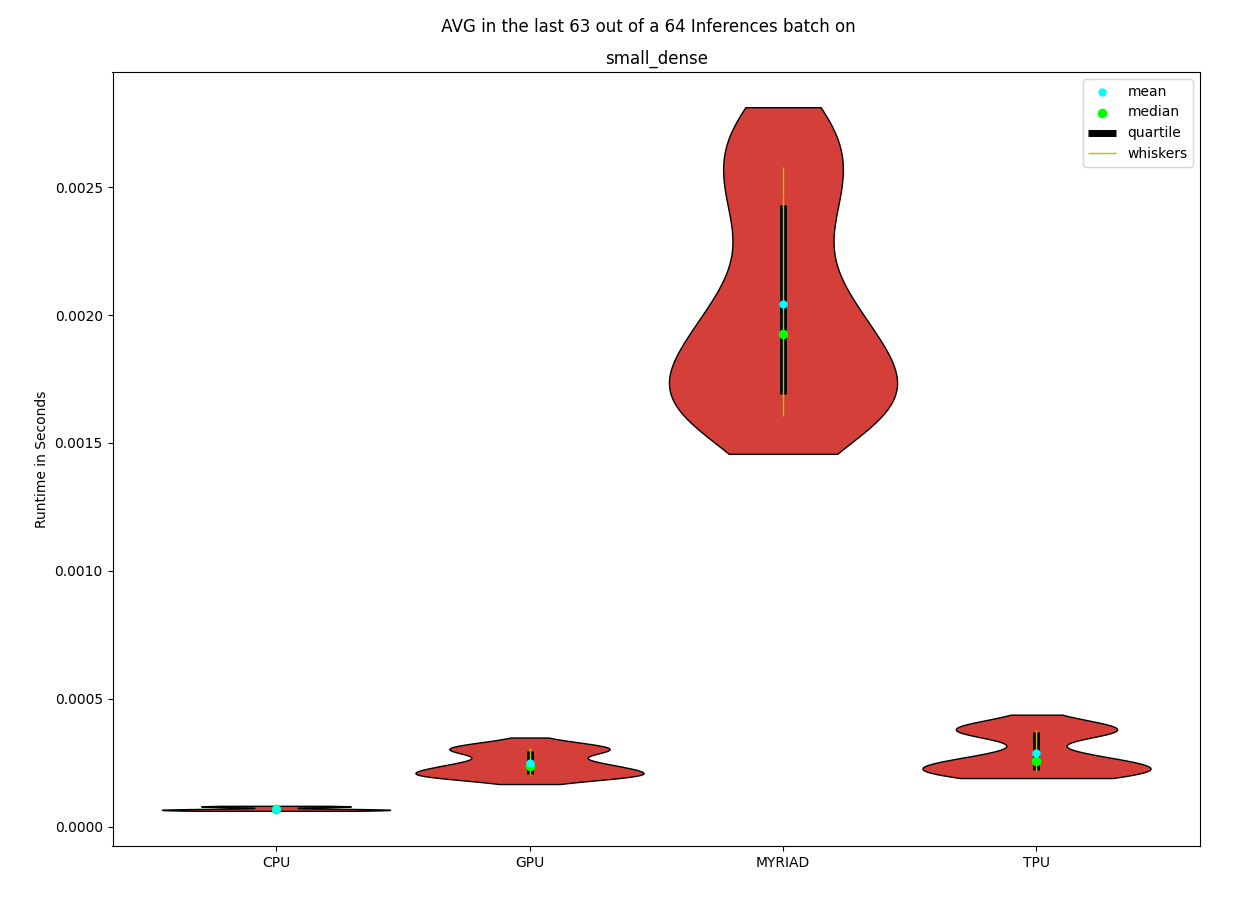 AVG in the last 63 out of a 64 Inferences batch on
small_dense
mean
median
quartile
whiskers
Runtime in Seconds
0.0025
0.0020
0.0015
0.0010
0.0005
0.0000
CPU GPU MYRIAD TPU